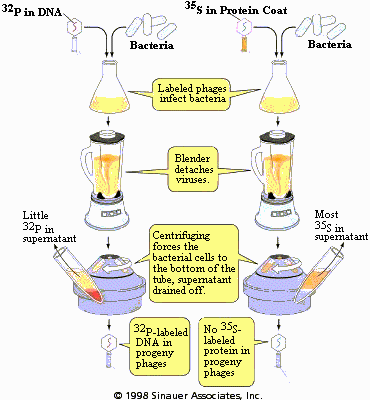 32P in DNA
Bacteria
35S in Protein Coat
Bacteria
Labeled phages
infect bacteria
Blender
detaches
viruses.
Little
32P in
supernatant
Most
35S in
supernatant
Centrifuging
forces the
bacterial cells to
the bottom of the
tube, supernatant
drained off.
32P-labeled
DNA in
progeny
phages
No 35S-
labeled
protein in
progeny
phages
© 1998 Sinauer Associates, Inc.